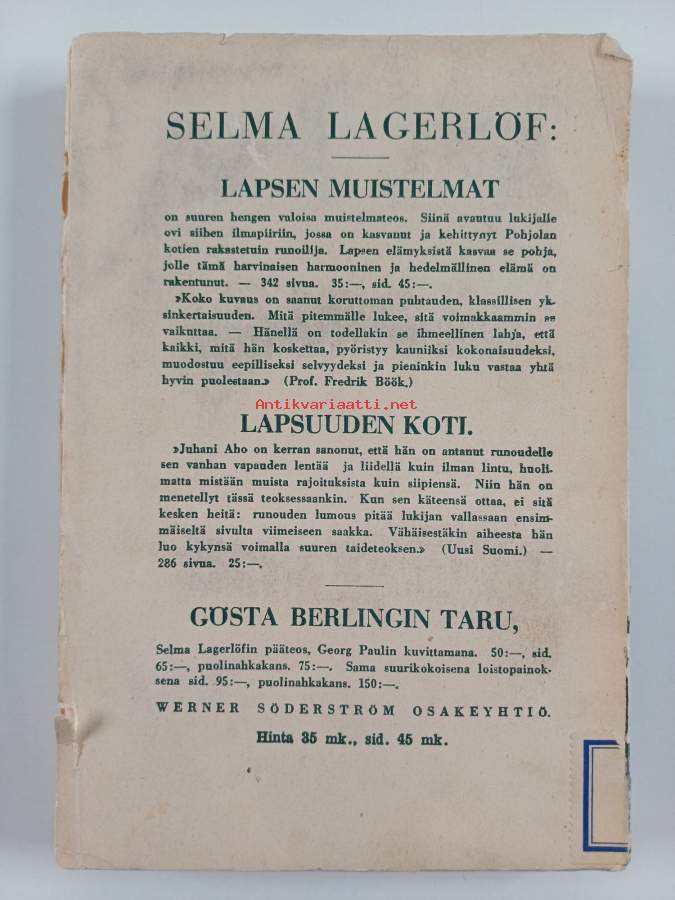 SELMA LAGERLÖF:
LAPSEN MUISTELMAT
on suuren hengen valoisa muistelmateos. Siinä avautuu lukijalle
ovi siihen ilmapiiriin, jossa on kasvanut ja kehittynyt Pohjolan
kotien rakastetuin runoilija. Lapsen elämyksistä kasvaa se pohja,
jolle tämä harvinaisen harmooninen ja hedelmällinen elämä on
rakentunut. — 342 sivua. 35:—, sid. 45:—.
»Koko kuvaus on saanut koruttoman puhtauden, klassillisen yk-
sinkertaisuuden. Mitä pitemmälle lukee, sitä voimakkaammin se
vaikuttaa. — Hänellä on todellakin se ihmeellinen lahja, että
kaikki, mitä hän koskettaa, pyöristyy kauniiksi kokonaisuudeksi,
muodostuu eepilliseksi selvyydeksi ja pieninkin luku vastaa yhtä
hyvin puolestaan.» (Prof. Fredrik Böök.)
Antikvariaatti.net
LAPSUUDEN KOTI.
»Juhani Aho on kerran sanonut, että hän on antanut runoudelle
sen vanhan vapauden lentää ja liidellä kuin ilman lintu, huoli-
matta mistään muista rajoituksista kuin siipiensä. Niin hän on
menetellyt tässä teoksessaankin. Kun sen käteensä ottaa, ei sitä
kesken heitä: runouden lumous pitää lukijan vallassaan ensim-
mäiseltä sivulta viimeiseen saakka. Vähäisestäkin aiheesta hän
luo kykynsä voimalla suuren taideteoksen.» (Uusi Suomi.) —
286 sivua. 25:—.
GÖSTA BERLINGIN TARU,
Selma Lagerlöfin pääteos, Georg Paulin kuvittamana. 50:—, sid.
65:—, puolinahkakans. 75:—. Sama suurikokoisena loistopainok-
sena sid. 95:—, puolinahkakans. 150:—.
WERNER SÖDERSTRÖM OSAKEYHTIÖ.
Hinta 35 mk., sid. 45 mk.